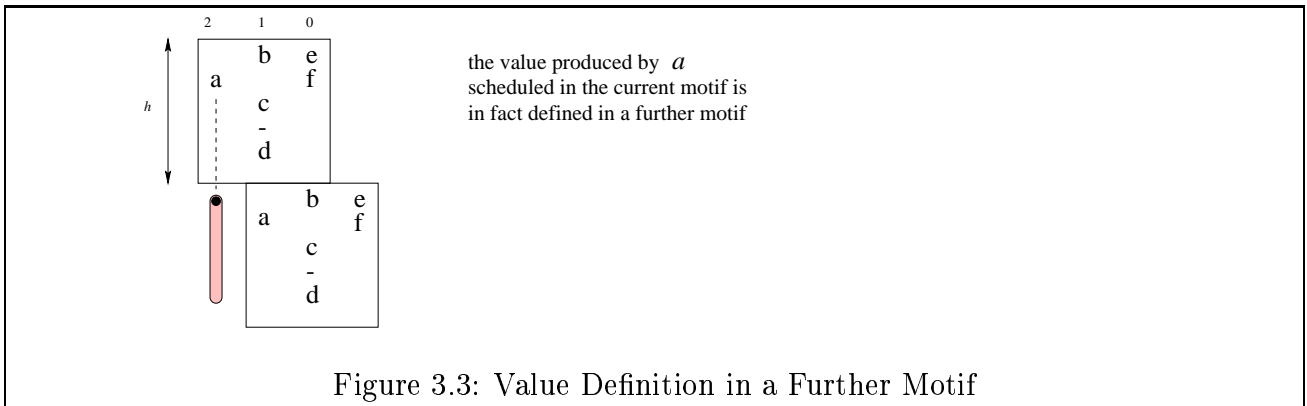 2 1 0
b e
a f
h
c
-
d
the value produced by a
scheduled in the current motif is
in fact defined in a further motif
b e
a f
c
-
d
Figure 3.3: Value Definition in a Further Motif